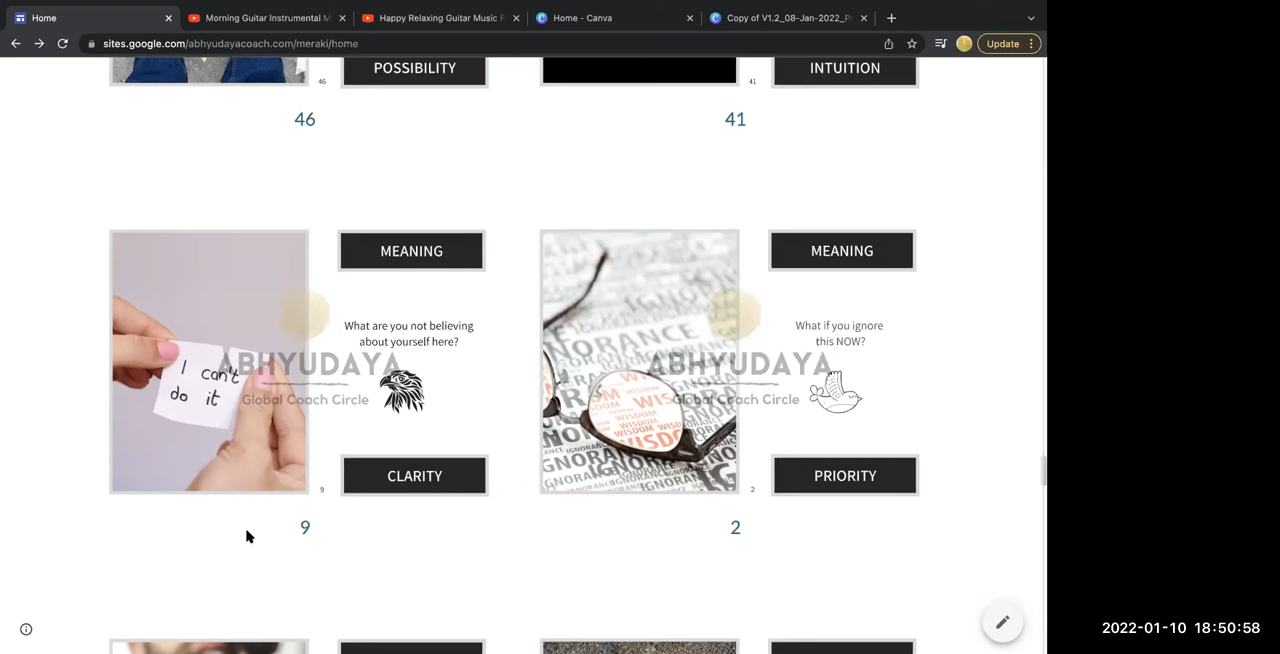 Home
Morning Guitar Instrumental M
Happy Relaxing Guitar Music F
Home - Canva
Copy of V1.2_08-Jan-2022_P
sites.google.com/abhyudayacoach.com/meraki/home
Update
46
POSSIBILITY
41
INTUITION
46
41
MEANING
What are you not believing
about yourself here?
I can't
do it
ABHYUDAYA
Global Coach Circle
CLARITY
9
9
MEANING
What if you ignore
this NOW?
IGNORANCE
WISDOM
ABHYUDAYA
Global Coach Circle
PRIORITY
2
2
2022-01-10 18:50:58